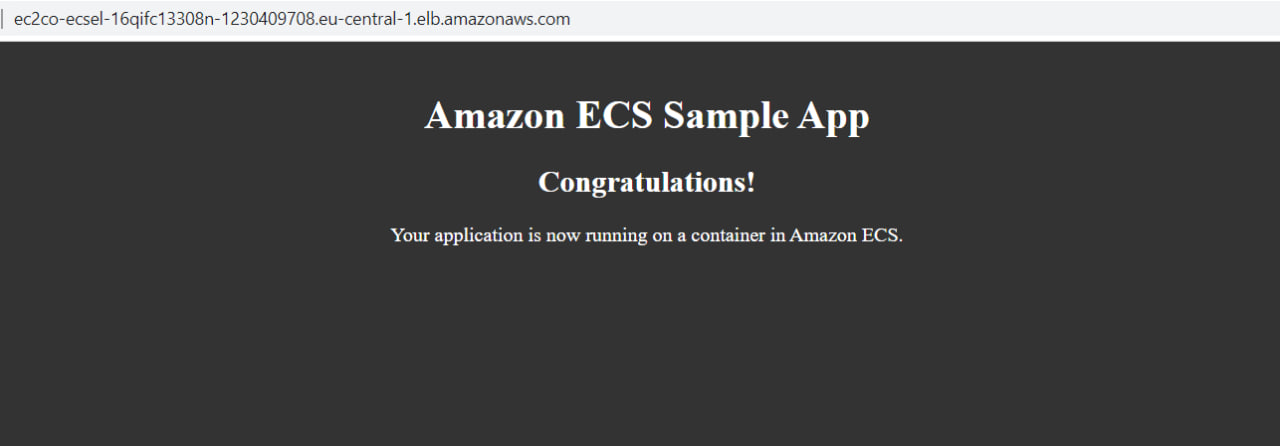 ec2co-ecsel-16qifc13308n-1230409708.eu-central-1.elb.amazonaws.com
Amazon ECS Sample App
Congratulations!
Your application is now running on a container in Amazon ECS.